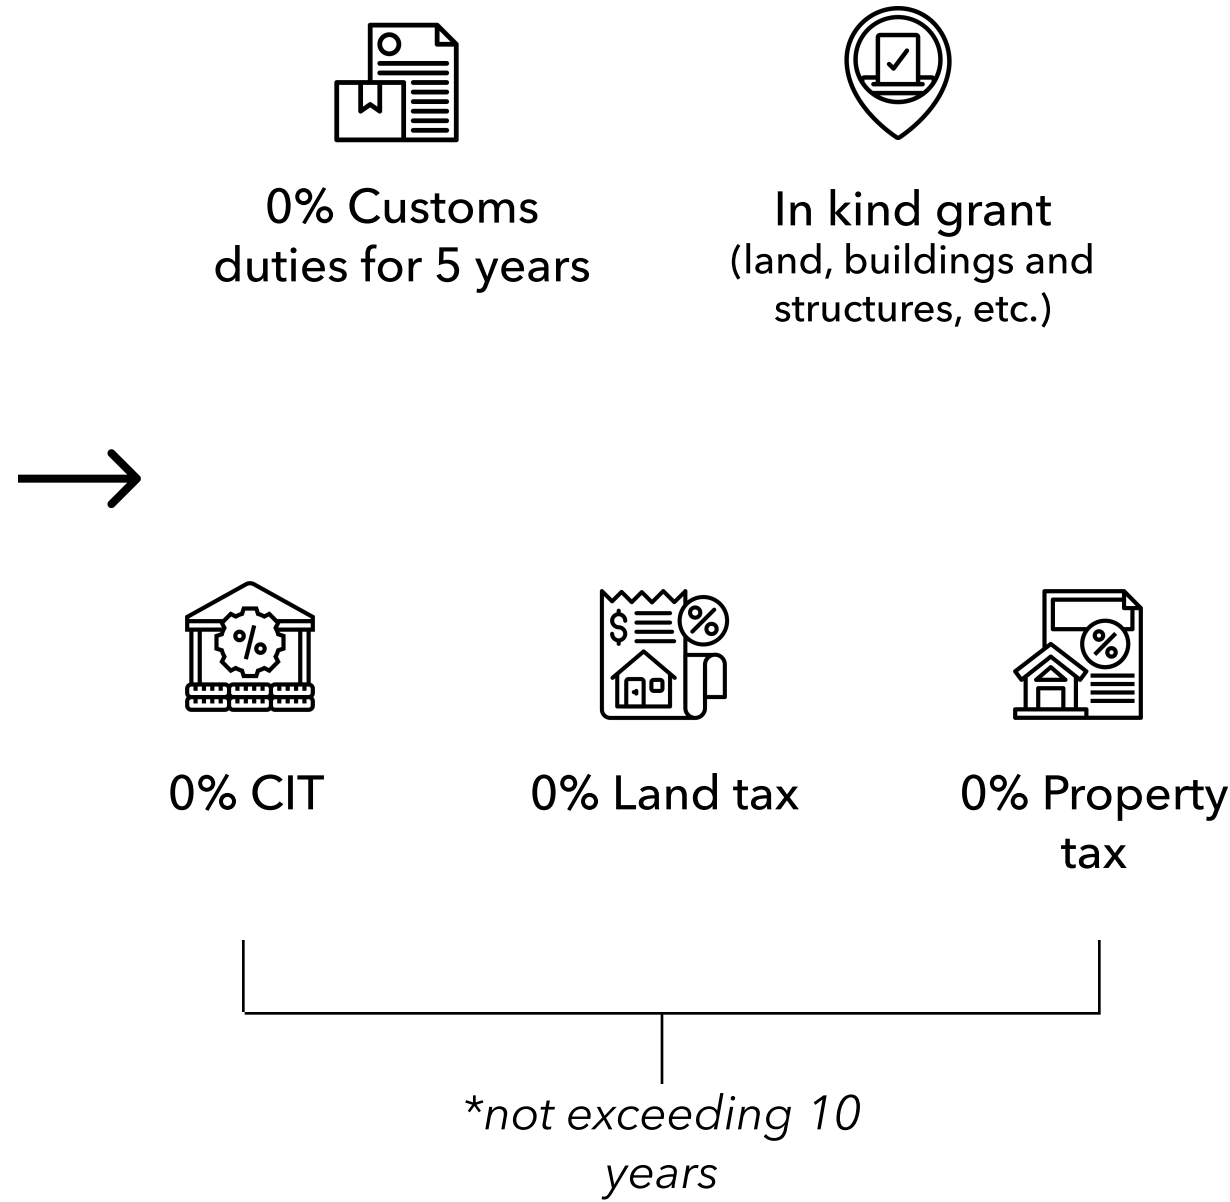 0% Customs
duties for 5 years
In kind grant
(land, buildings and
structures, etc.)
0% CIT
0% Land tax
0% Property
tax
*not exceeding 10
years